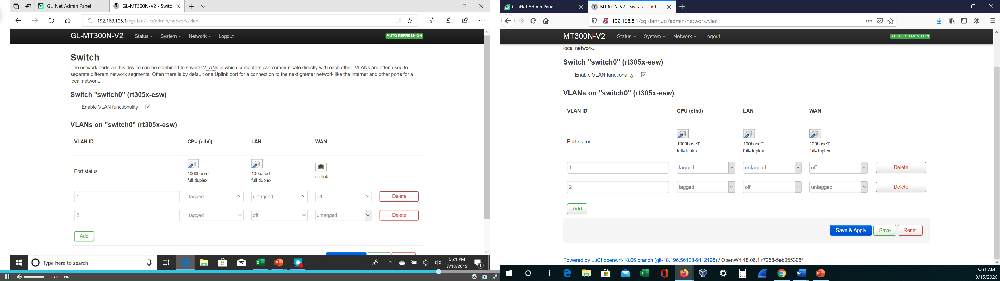 GL.iNet Admin Panel
GL-MT300N-V2 - Switc
192.168.105.1/cgi-bin/luci/admin/network/vlan
GL-MT300N-V2 Status System Network Logout AUTO REFRESH ON
Switch
The network ports on this device can be combined to several VLANs in which computers can communicate directly with each other. VLANs are often used to
separate different network segments. Often there is by default one Uplink port for a connection to the next greater network like the internet and other ports for a
local network.
Switch "switch0" (rt305x-esw)
Enable VLAN functionality
VLANs on "switch0" (rt305x-esw)
VLAN ID CPU (eth0) LAN WAN
Port status:
1000baseT 100baseT no link
full-duplex full-duplex
1 tagged untagged off Delete
2 tagged off untagged Delete
Add
Type here to search
5:21 PM
7/18/2019
1
2:40 / 3:02
CC
GL.iNet Admin Panel
MT300N-V2 - Switch - LuCI
192.168.8.1/cgi-bin/luci/admin/network/vlan
MT300N-V2 Status System Network Logout AUTO REFRESH ON
local network.
Switch "switch0" (rt305x-esw)
Enable VLAN functionality
VLANs on "switch0" (rt305x-esw)
VLAN ID CPU (eth0) LAN WAN
Port status:
1000baseT 100baseT 100baseT
full-duplex full-duplex full-duplex
1 tagged untagged off Delete
2 tagged off untagged Delete
Add
Save & Apply Save Reset
Powered by LuCI openwrt-18.06 branch (git-18.196.56128-9112198) / OpenWrt 18.06.1 r7258-5eb055306f
5:01 AM
3/15/2020